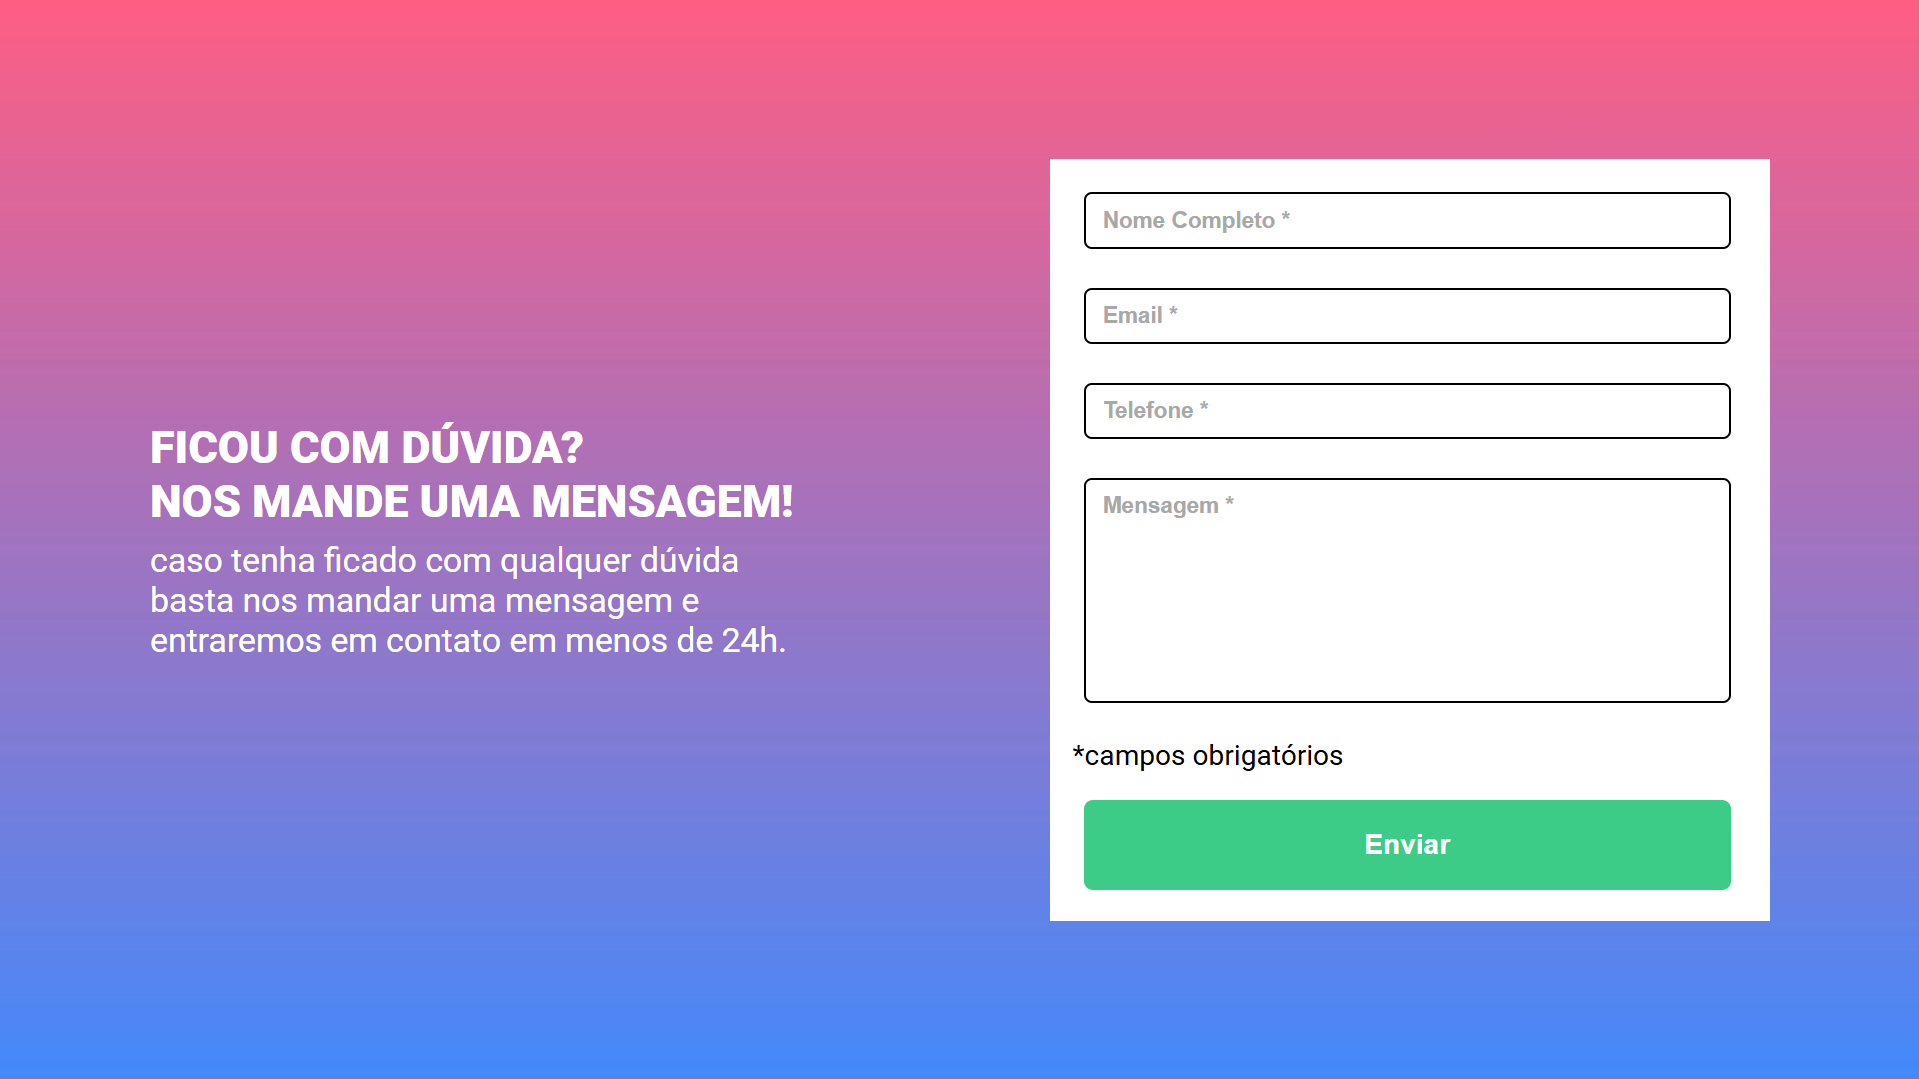 FICOU COM DÚVIDA?
NOS MANDE UMA MENSAGEM!
caso tenha ficado com qualquer dúvida
basta nos mandar uma mensagem e
entraremos em contato em menos de 24h.
Nome Completo *
Email *
Telefone *
Mensagem *
*campos obrigatórios
Enviar